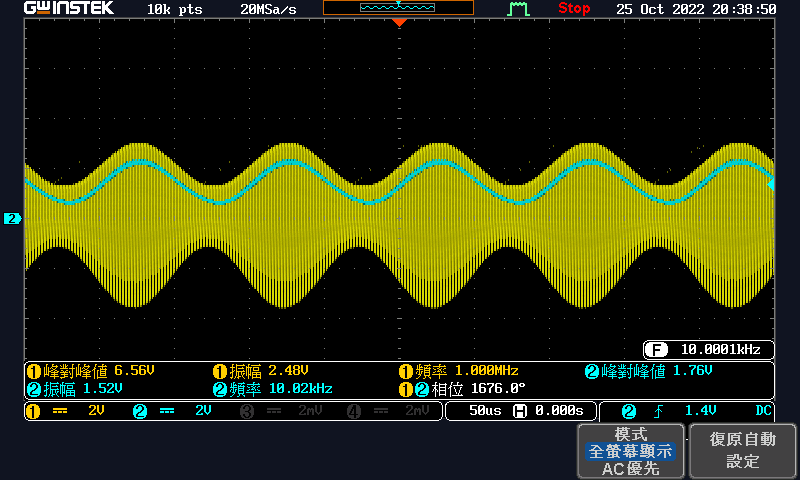 GWINSTEK 10k pts 20MSa/s Stop 25 Oct 2022 20:38:50
2
F 10.0001kHz
1 峰對峰值 6.56V 1 振幅 2.48V 1 頻率 1.000MHz 2 峰對峰值 1.76V
2 振幅 1.52V 2 頻率 10.02kHz 1 2 相位 1676.0°
1 2V 2 2V 3 2mV 4 2mV 50us H 0.000s 2 1.4V DC
模式
全螢幕顯示
AC優先
復原自動
設定